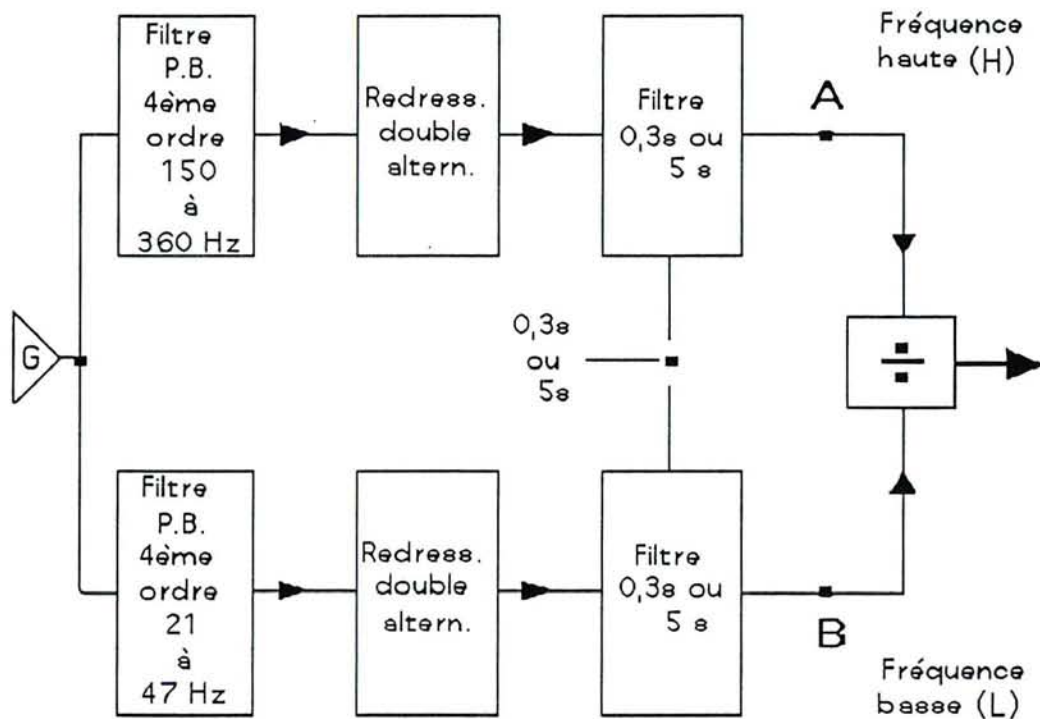 Filtre
P.B.
4ème
ordre
150
à
360 Hz
Redress.
double
altern.
Filtre
0,3s ou
5 s
A
Fréquence
haute (H)
G
0,3s
ou
5s
÷
Filtre
P.B.
4ème
ordre
21
à
47 Hz
Redress.
double
altern.
Filtre
0,3s ou
5 s
B
Fréquence
basse (L)